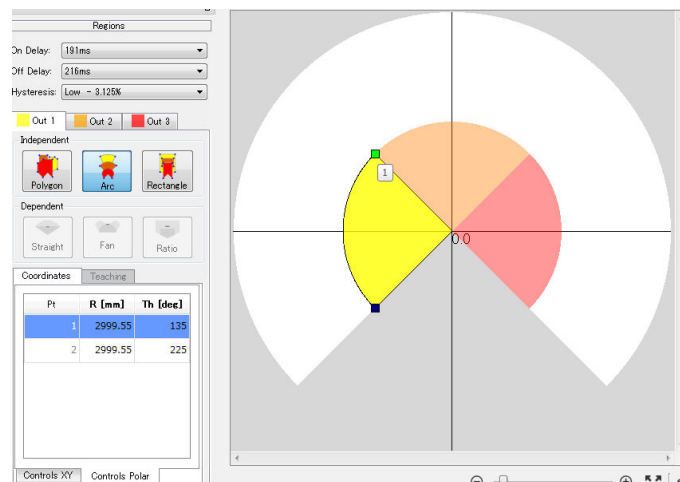 Regions
On Delay: 191ms
Off Delay: 216ms
Hysteresis: Low - 3.125%
Out 1 Out 2 Out 3
Independent
Polygon Arc Rectangle
Dependent
Straight Fan Ratio
Coordinates Teaching
Pt R [mm] Th [deg]
1 2999.55 135
2 2999.55 225
Controls XY Controls Polar
1
0.0